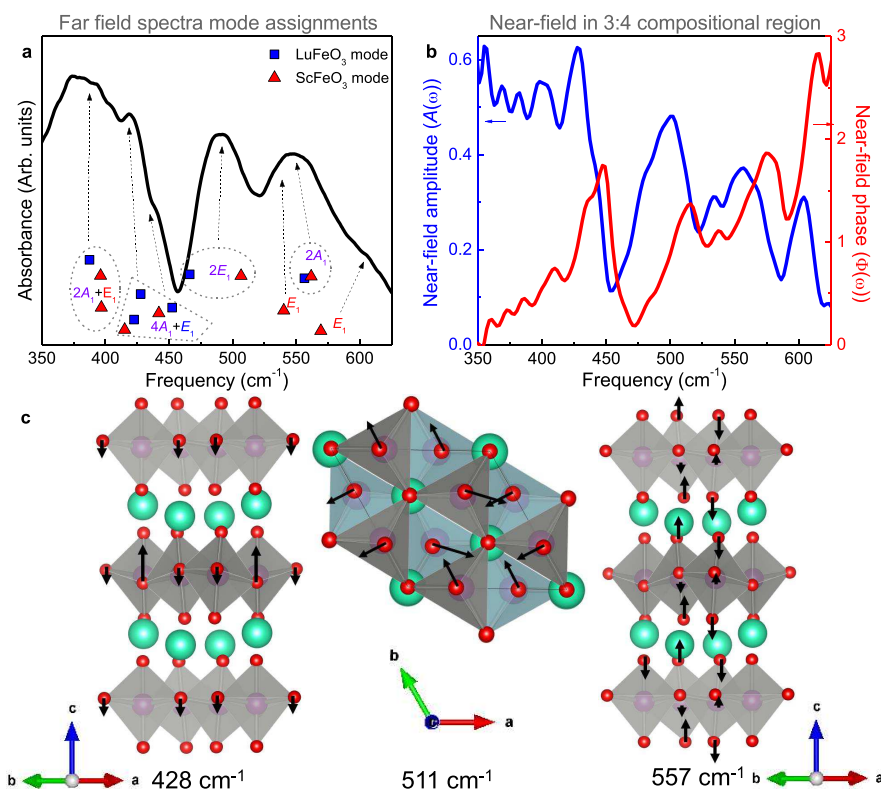 Far field spectra mode assignments
a
LuFeO3 mode
ScFeO3 mode
Absorbance (Arb. units)
2A1+E1
4A1+E1
2E1
2A1
E1
E1
350 400 450 500 550 600
Frequency (cm-1)
Near-field in 3:4 compositional region
b
Near-field amplitude (A(ω))
0.6
0.4
0.2
0.0
3
2
1
0
Near-field phase (Φ(ω))
350 400 450 500 550 600
Frequency (cm-1)
c
c
b a
428 cm-1
b
c
a
511 cm-1
c
b a
557 cm-1